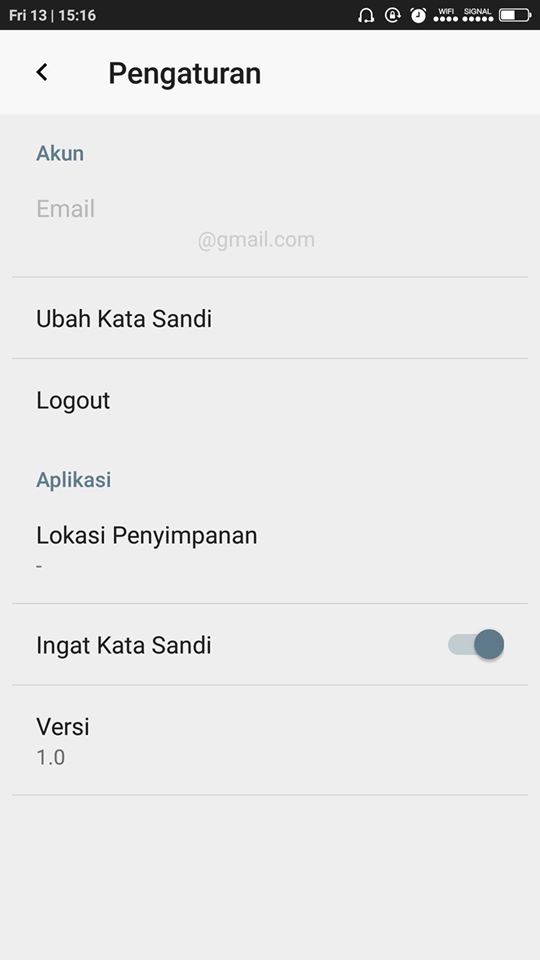 Fri 13 | 15:16
WIFI SIGNAL
Pengaturan
Akun
Email
@gmail.com
Ubah Kata Sandi
Logout
Aplikasi
Lokasi Penyimpanan
-
Ingat Kata Sandi
Versi
1.0